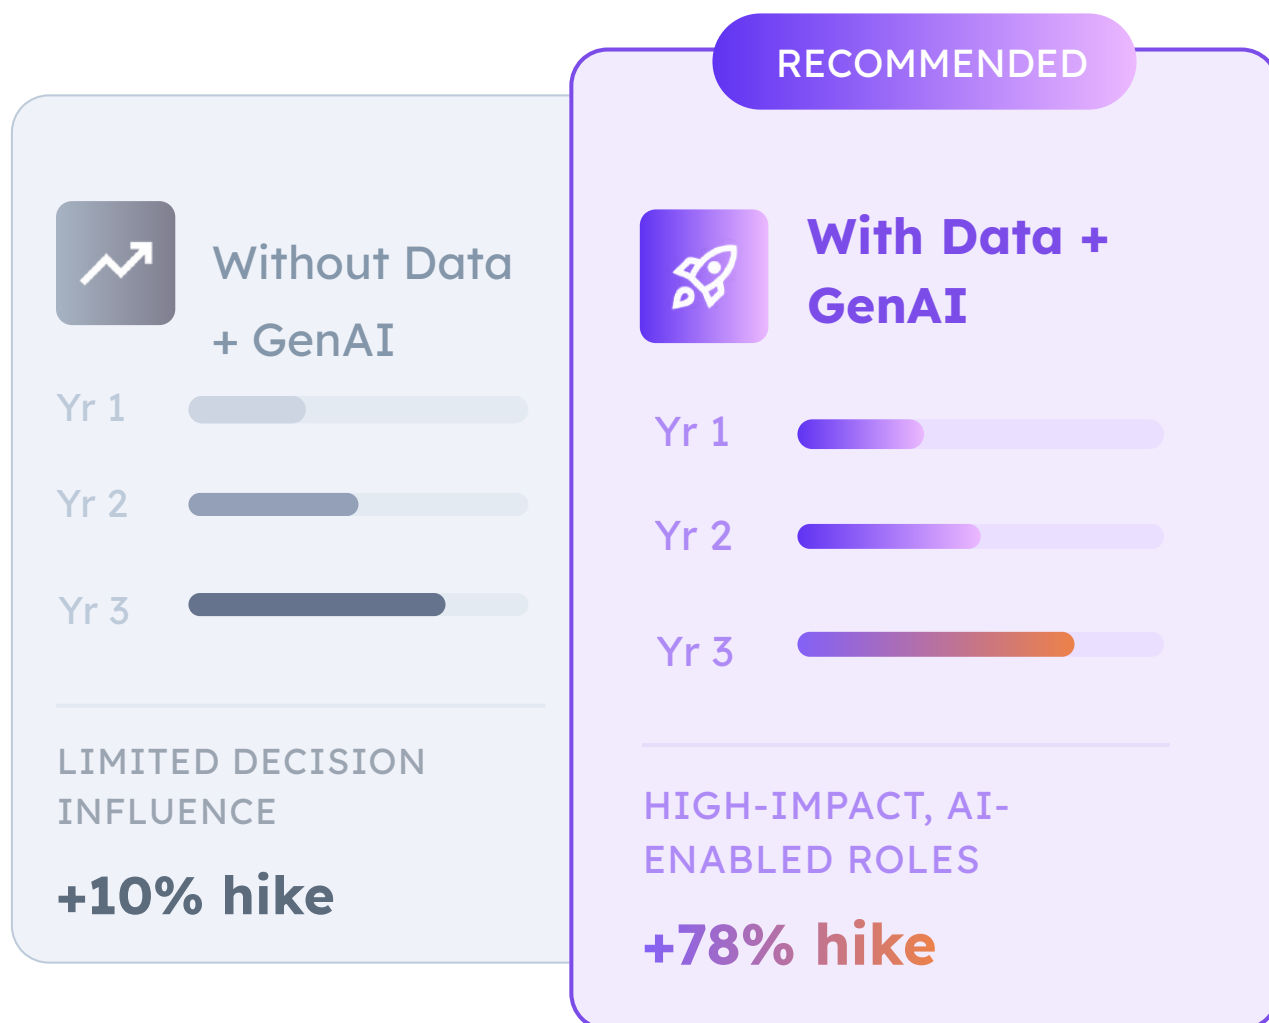 RECOMMENDED
Without Data
+ GenAI
Yr 1
Yr 2
Yr 3
LIMITED DECISION
INFLUENCE
+10% hike
With Data +
GenAI
Yr 1
Yr 2
Yr 3
HIGH-IMPACT, AI-
ENABLED ROLES
+78% hike